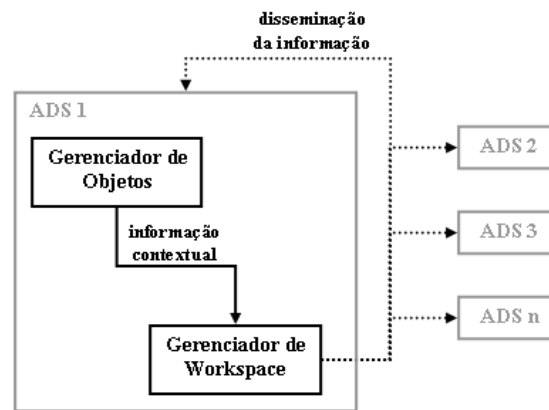 disseminação
da informação
ADS 1
Gerenciador de
Objetos
informação
contextual
Gerenciador de
Workspace
ADS 2
ADS 3
ADS n